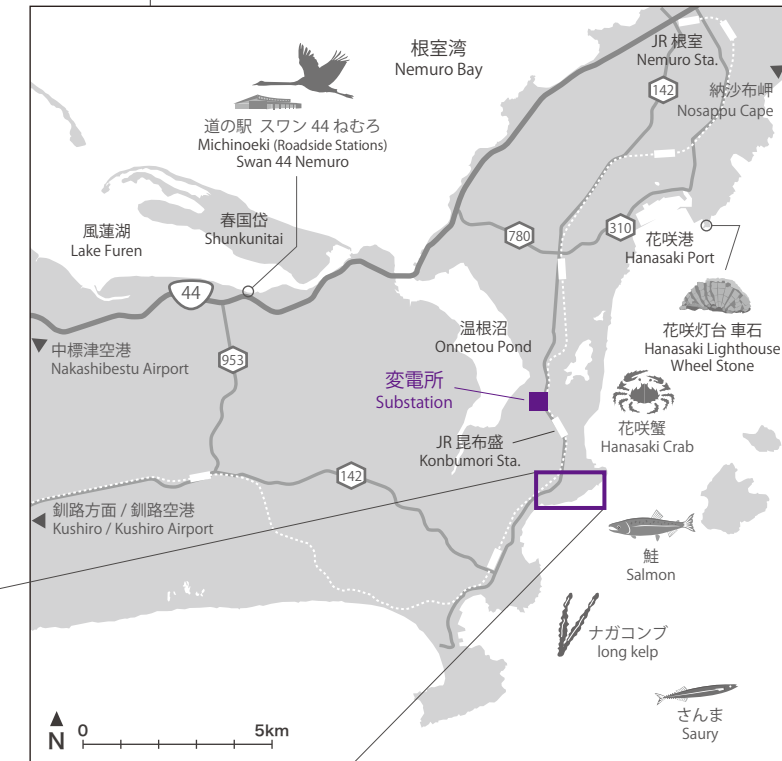 根室湾
Nemuro Bay
JR 根室
Nemuro Sta.
142
納沙布岬
Nosappu Cape
道の駅 スワン 44 ねむろ
Michinoeki (Roadside Stations)
Swan 44 Nemuro
風蓮湖
Lake Furen
春国岱
Shunkunitai
780
310
花咲港
Hanasaki Port
44
中標津空港
Nakashibestu Airport
953
温根沼
Onnetou Pond
花咲灯台 車石
Hanasaki Lighthouse
Wheel Stone
変電所
Substation
花咲蟹
Hanasaki Crab
JR 昆布盛
Konbumori Sta.
142
釧路方面 / 釧路空港
Kushiro / Kushiro Airport
鮭
Salmon
ナガコンブ
long kelp
さんま
Saury
N
0
5km